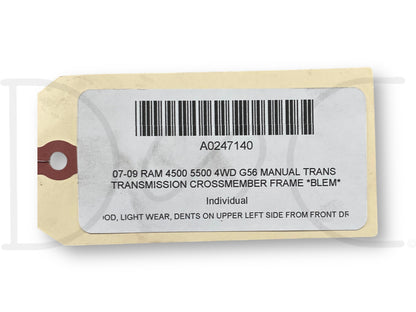 A0247140
07-09 RAM 4500 5500 4WD G56 MANUAL TRANS
TRANSMISSION CROSSMEMBER FRAME *BLEM*
Individual
OD, LIGHT WEAR, DENTS ON UPPER LEFT SIDE FROM FRONT DR